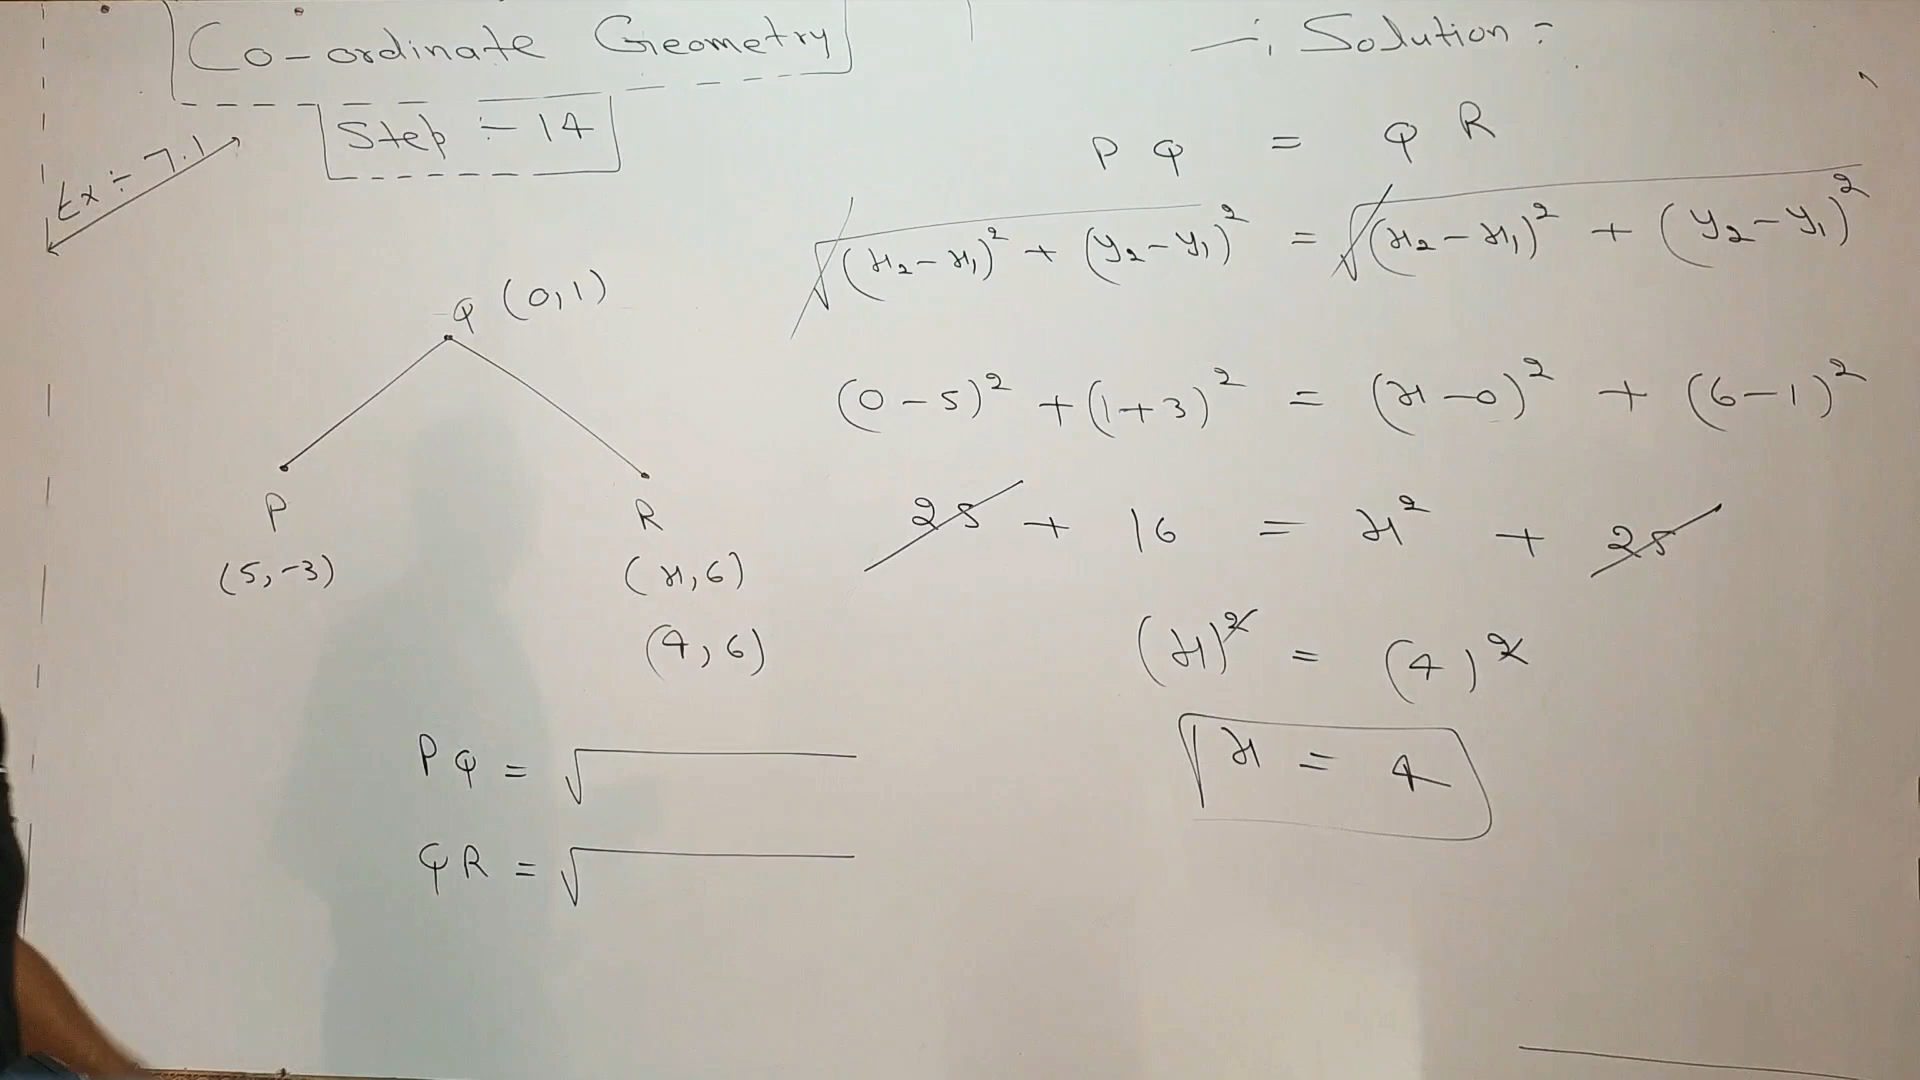 Co-ordinate Geometry
Step :- 14
Ex :- 7.1
Q (0,1)
P
R
(5,-3)
(x,6)
(4,6)
PQ = √
QR = √
-: Solution :
PQ = QR
√(x₂-x₁)² + (y₂-y₁)² = √(x₂-x₁)² + (y₂-y₁)²
(0-5)² + (1+3)² = (x-0)² + (6-1)²
25 + 16 = x² + 25
(x)² = (4)²
x = 4